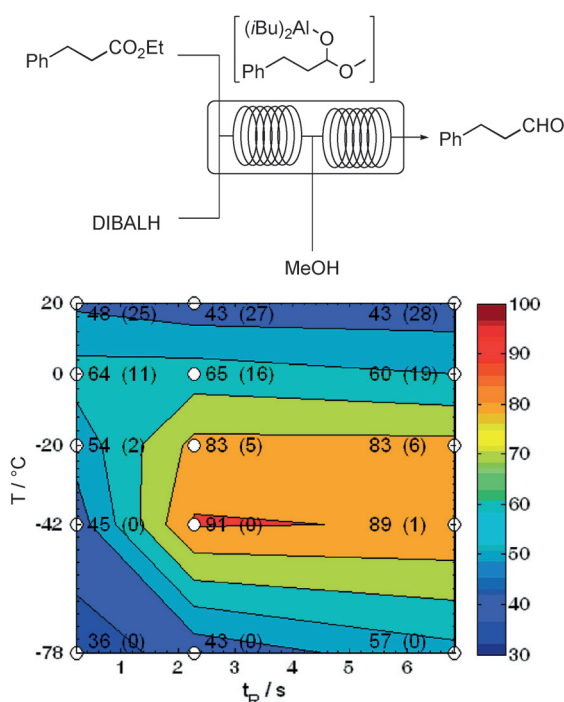 (iBu)₂Al
O
Ph CO₂Et
Ph O
Ph CHO
DIBALH
MeOH
20 48 (25) 43 (27) 43 (28) 100
90
0 64 (11) 65 (16) 60 (19) 80
-20 54 (2) 83 (5) 83 (6) 70
T / °C
60
-42 45 (0) 91 (0) 89 (1) 50
40
-78 36 (0) 43 (0) 57 (0) 30
1 2 3 4 5 6
t_R / s